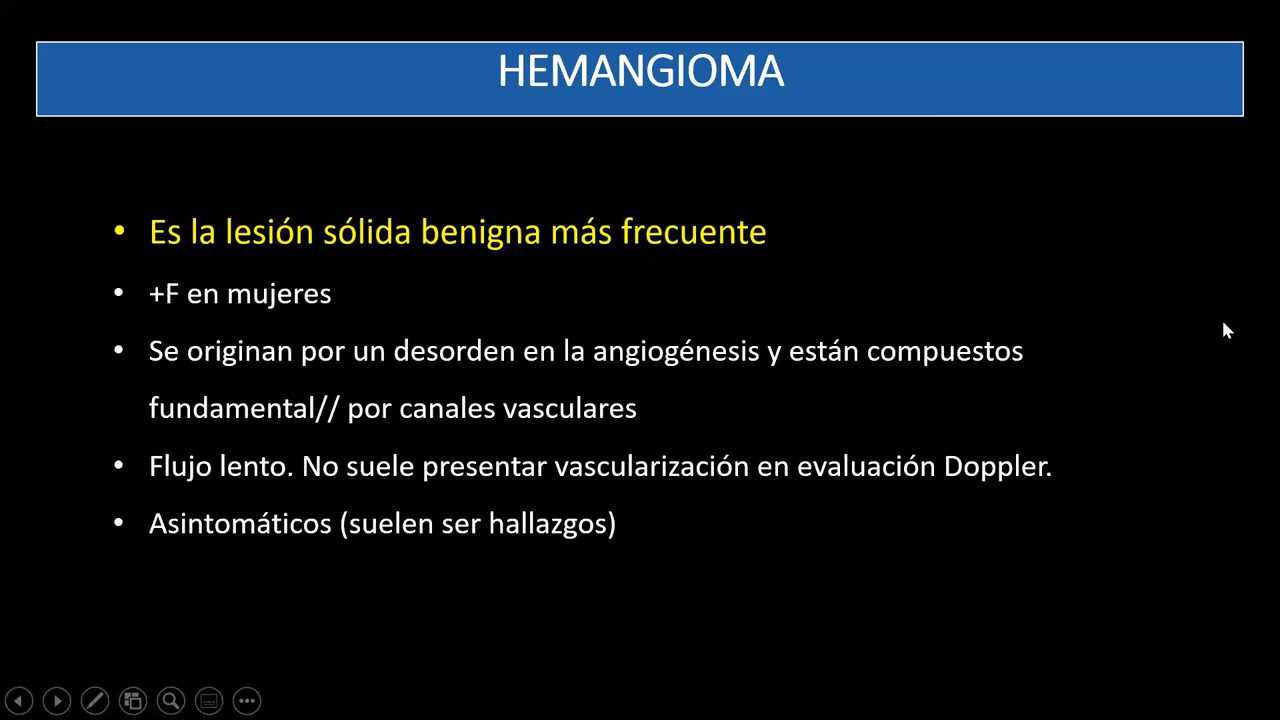 HEMANGIOMA
• Es la lesión sólida benigna más frecuente
• +F en mujeres
• Se originan por un desorden en la angiogénesis y están compuestos
fundamental// por canales vasculares
• Flujo lento. No suele presentar vascularización en evaluación Doppler.
• Asintomáticos (suelen ser hallazgos)